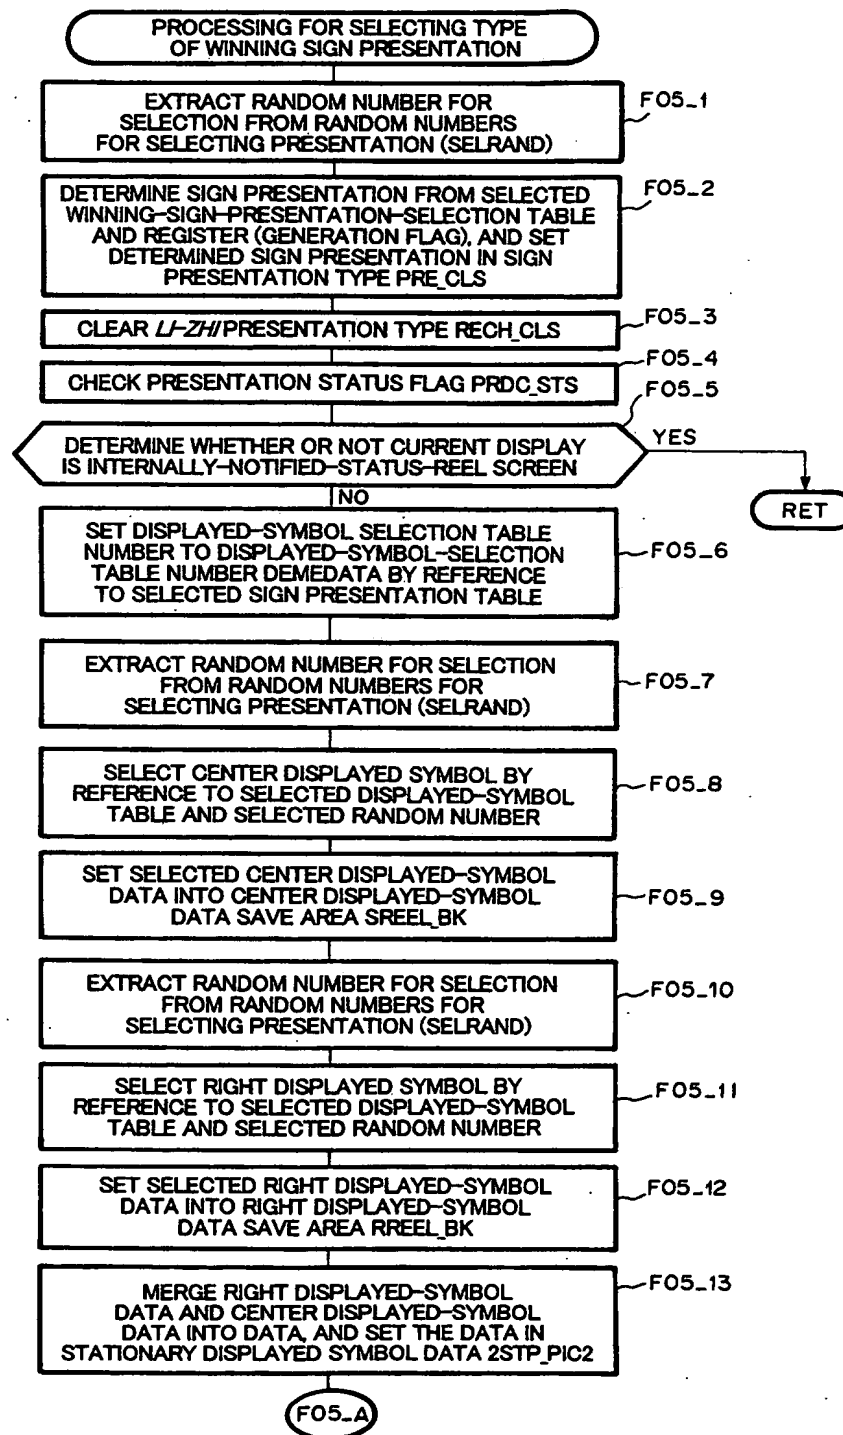 PROCESSING FOR SELECTING TYPE
OF WINNING SIGN PRESENTATION
EXTRACT RANDOM NUMBER FOR
SELECTION FROM RANDOM NUMBERS
FOR SELECTING PRESENTATION (SELRAND)
F05_1
DETERMINE SIGN PRESENTATION FROM SELECTED
WINNING-SIGN-PRESENTATION-SELECTION TABLE
AND REGISTER (GENERATION FLAG), AND SET
DETERMINED SIGN PRESENTATION IN SIGN
PRESENTATION TYPE PRE_CLS
F05_2
CLEAR LI-ZHI PRESENTATION TYPE RECH_CLS
F05_3
CHECK PRESENTATION STATUS FLAG PRDC_STS
F05_4
DETERMINE WHETHER OR NOT CURRENT DISPLAY
IS INTERNALLY-NOTIFIED-STATUS-REEL SCREEN
F05_5
YES
RET
NO
SET DISPLAYED-SYMBOL SELECTION TABLE
NUMBER TO DISPLAYED-SYMBOL-SELECTION
TABLE NUMBER DEMEDATA BY REFERENCE
TO SELECTED SIGN PRESENTATION TABLE
F05_6
EXTRACT RANDOM NUMBER FOR SELECTION
FROM RANDOM NUMBERS FOR
SELECTING PRESENTATION (SELRAND)
F05_7
SELECT CENTER DISPLAYED SYMBOL BY
REFERENCE TO SELECTED DISPLAYED-SYMBOL
TABLE AND SELECTED RANDOM NUMBER
F05_8
SET SELECTED CENTER DISPLAYED-SYMBOL
DATA INTO CENTER DISPLAYED-SYMBOL
DATA SAVE AREA SREEL_BK
F05_9
EXTRACT RANDOM NUMBER FOR SELECTION
FROM RANDOM NUMBERS FOR
SELECTING PRESENTATION (SELRAND)
F05_10
SELECT RIGHT DISPLAYED SYMBOL BY
REFERENCE TO SELECTED DISPLAYED-SYMBOL
TABLE AND SELECTED RANDOM NUMBER
F05_11
SET SELECTED RIGHT DISPLAYED-SYMBOL
DATA INTO RIGHT DISPLAYED-SYMBOL
DATA SAVE AREA RREEL_BK
F05_12
MERGE RIGHT DISPLAYED-SYMBOL
DATA AND CENTER DISPLAYED-SYMBOL
DATA INTO DATA, AND SET THE DATA IN
STATIONARY DISPLAYED SYMBOL DATA 2STP_PIC2
F05_13
F05_A